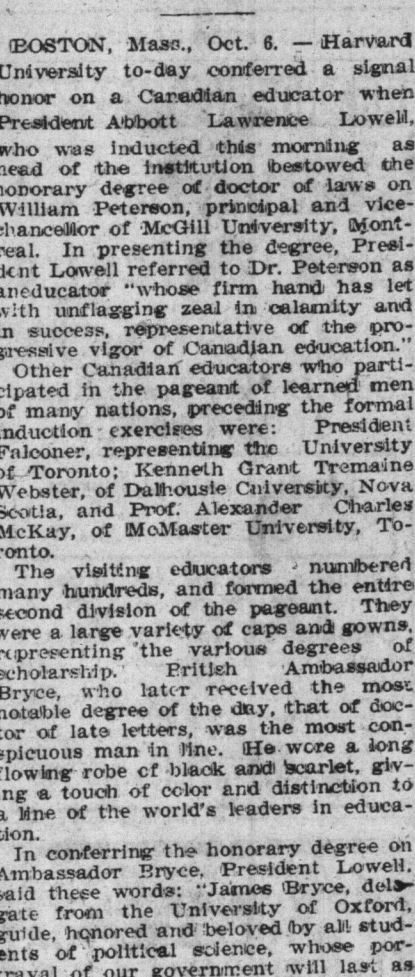 BOSTON, Mass., Oct. 6. — Harvard
University to-day conferred a signal
honor on a Canadian educator when
President Abbott Lawrence Lowell,
who was inducted this morning as
head of the institution bestowed the
honorary degree of doctor of laws on
William Peterson, principal and vice-
chancellor of McGill University, Mont-
real. In presenting the degree, Presi-
dent Lowell referred to Dr. Peterson as
aneducator "whose firm hand has let
with unflagging zeal in calamity and
in success, representative of the pro-
gressive vigor of Canadian education."
Other Canadian educators who parti-
cipated in the pageant of learned men
of many nations, preceding the formal
induction exercises were: President
Falconer, representing the University
of Toronto; Kenneth Grant Tremaine
Webster, of Dalhousie University, Nova
Scotia, and Prof. Alexander Charles
McKay, of McMaster University, To-
ronto.
The visiting educators numbered
many hundreds, and formed the entire
second division of the pageant. They
were a large variety of caps and gowns,
representing the various degrees of
scholarship. British Ambassador
Bryce, who later received the most
notable degree of the day, that of doc-
tor of late letters, was the most con-
spicuous man in line. He wore a long
flowing robe of black and scarlet, giv-
ing a touch of color and distinction to
a line of the world's leaders in educa-
tion.
In conferring the honorary degree on
Ambassador Bryce, President Lowell.
said these words: "James Bryce, dele-
gate from the University of Oxford,
guide, honored and beloved by all stud-
ents of political science, whose por-
trayal of our government will last as